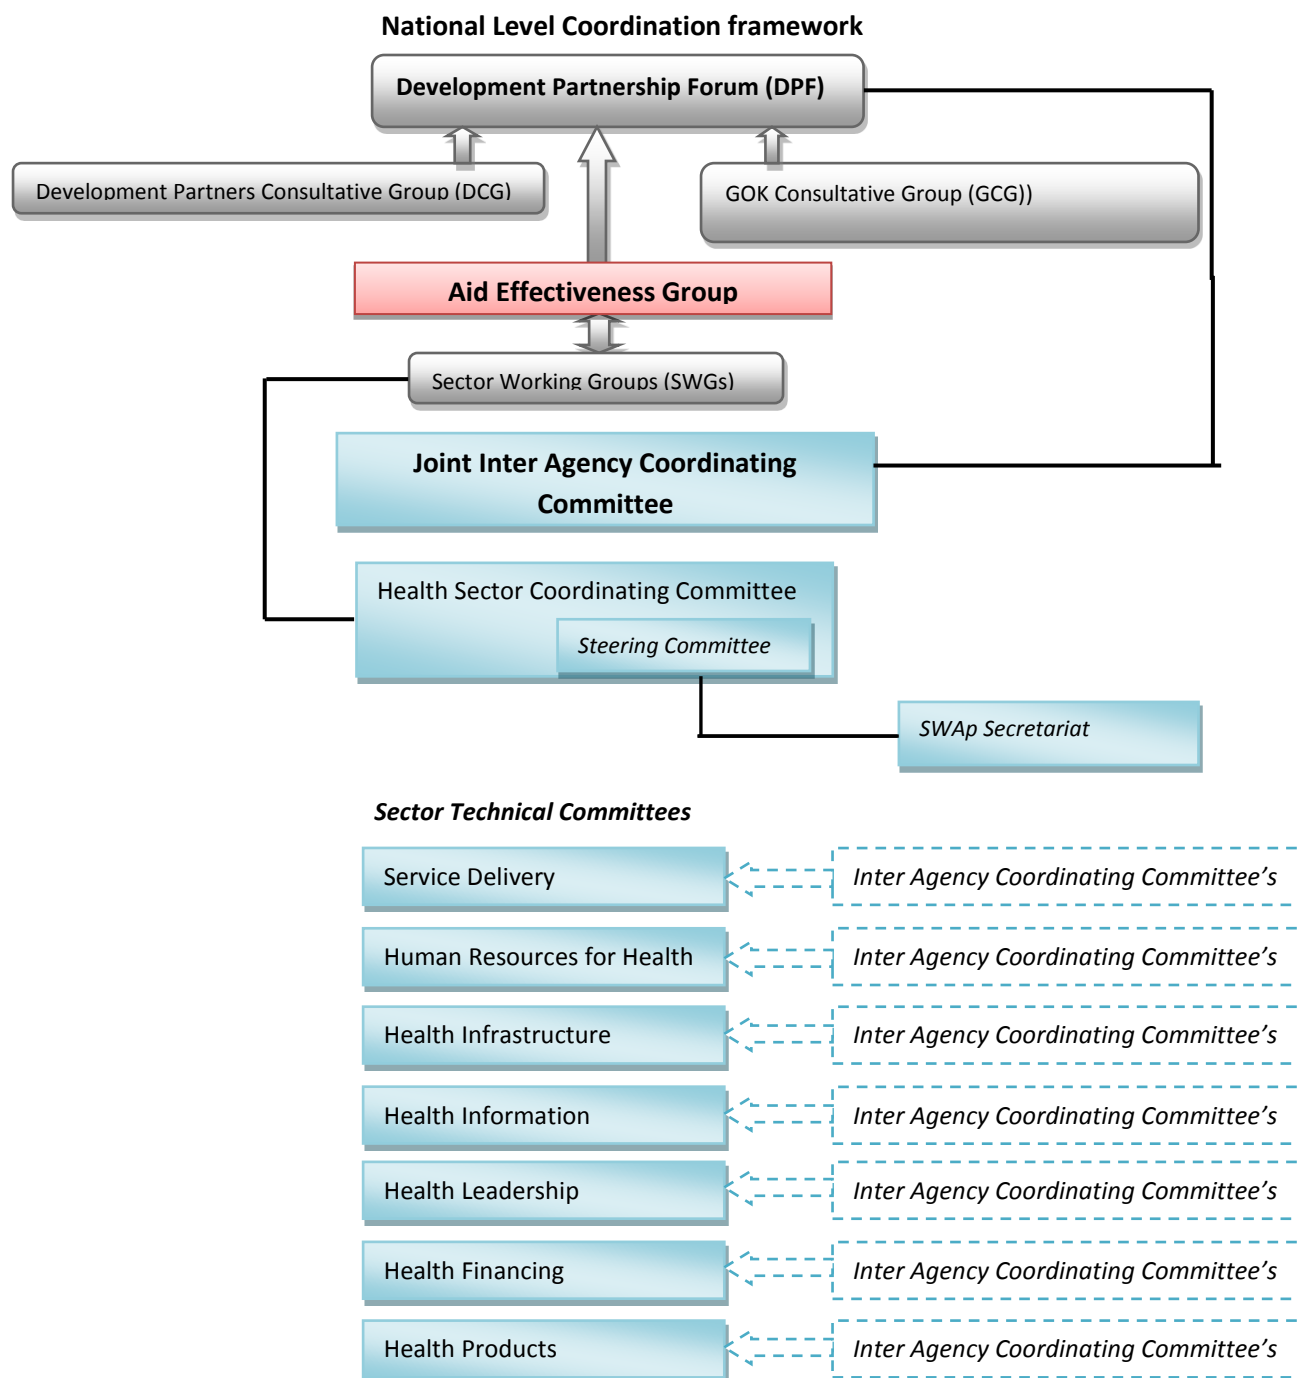 National Level Coordination framework
Development Partnership Forum (DPF)
Development Partners Consultative Group (DCG)
GOK Consultative Group (GCG))
Aid Effectiveness Group
Sector Working Groups (SWGs)
Joint Inter Agency Coordinating
Committee
Health Sector Coordinating Committee
Steering Committee
SWAp Secretariat
Sector Technical Committees
Service Delivery
Inter Agency Coordinating Committee’s
Human Resources for Health
Inter Agency Coordinating Committee’s
Health Infrastructure
Inter Agency Coordinating Committee’s
Health Information
Inter Agency Coordinating Committee’s
Health Leadership
Inter Agency Coordinating Committee’s
Health Financing
Inter Agency Coordinating Committee’s
Health Products
Inter Agency Coordinating Committee’s